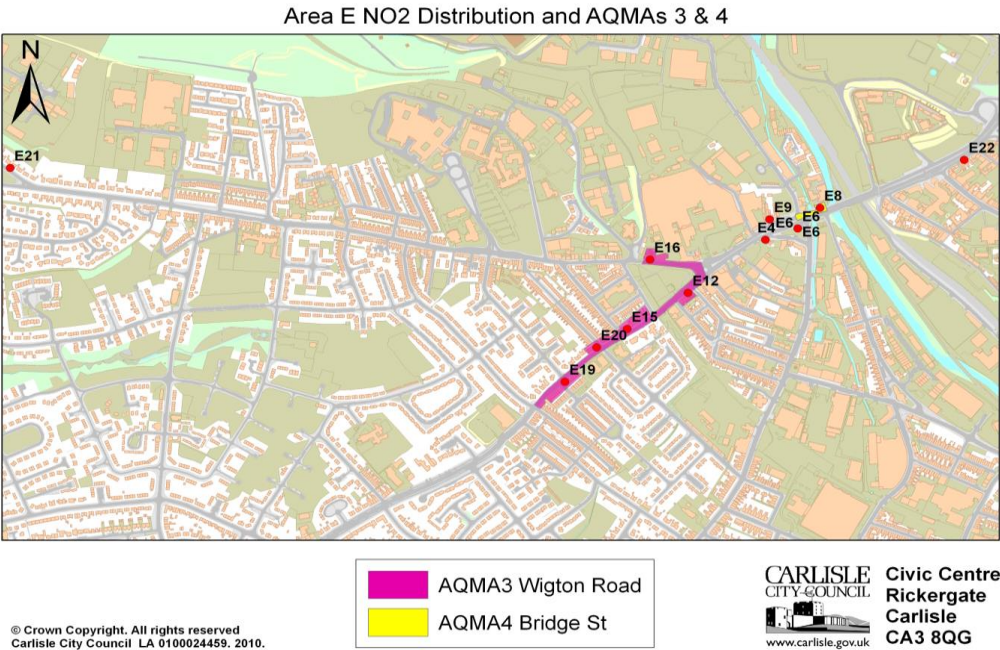 Area E NO2 Distribution and AQMAs 3 & 4
N
E21
E22
E8
E9
E6
E6
E4
E6
E16
E12
E15
E20
E19
AQMA3 Wigton Road
AQMA4 Bridge St
© Crown Copyright. All rights reserved
Carlisle City Council LA 0100024459. 2010.
CARLISLE
CITY-COUNCIL
www.carlisle.gov.uk
Civic Centre
Rickergate
Carlisle
CA3 8QG